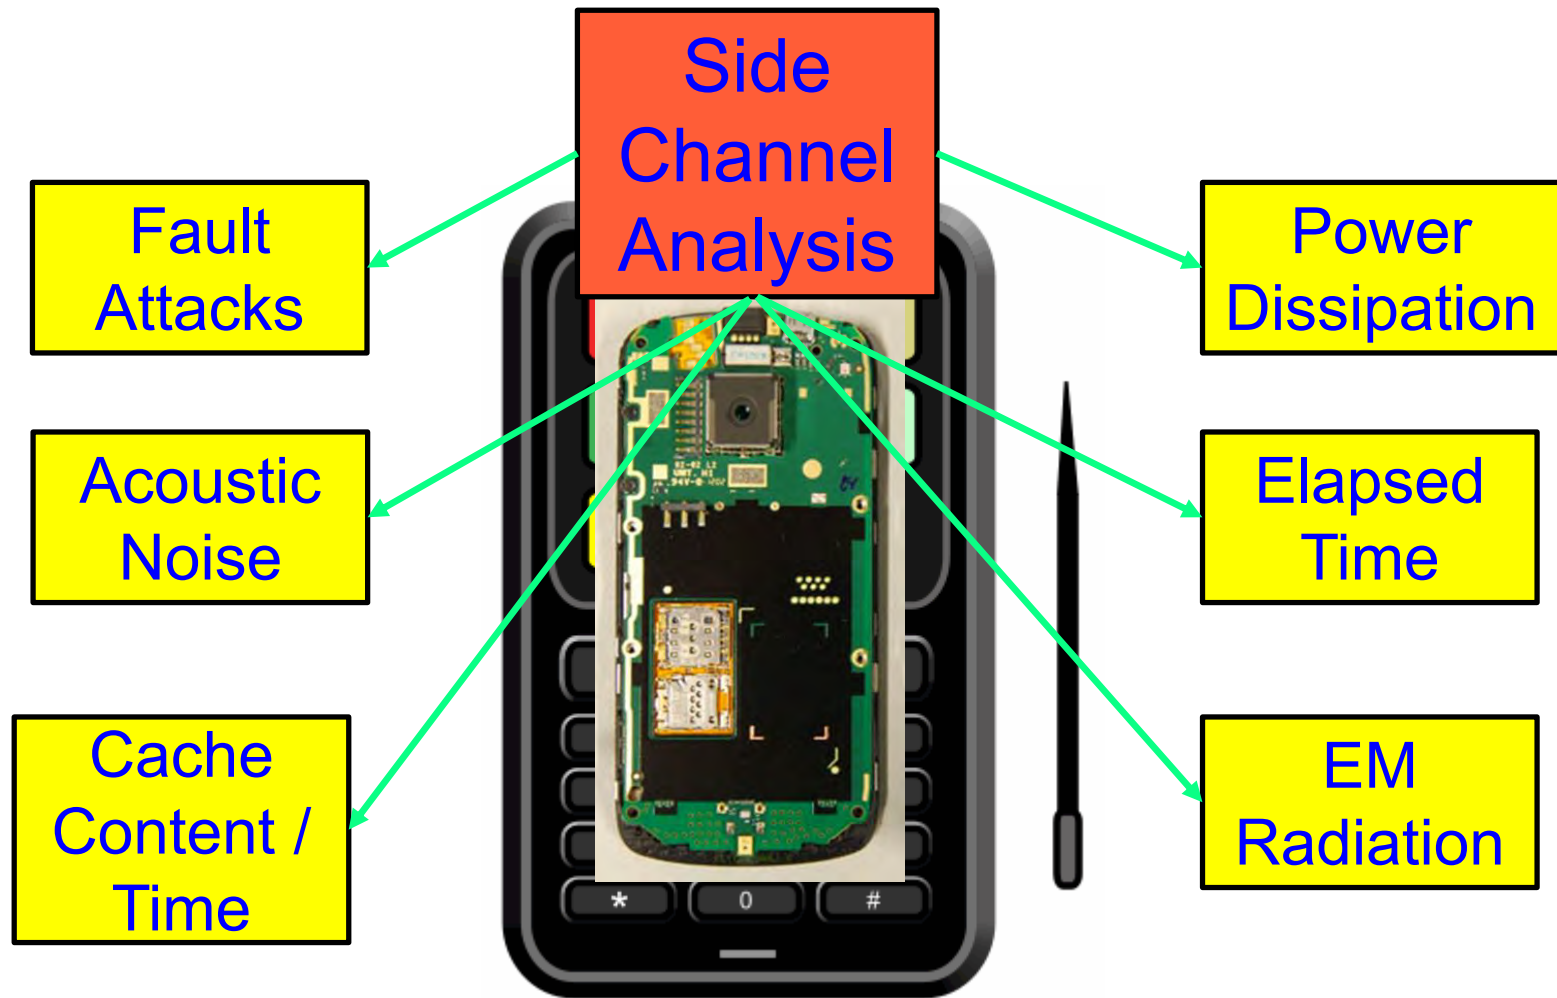 Side
Channel
Analysis
Fault
Attacks
Power
Dissipation
Acoustic
Noise
Elapsed
Time
Cache
Content /
Time
EM
Radiation
* 0 #